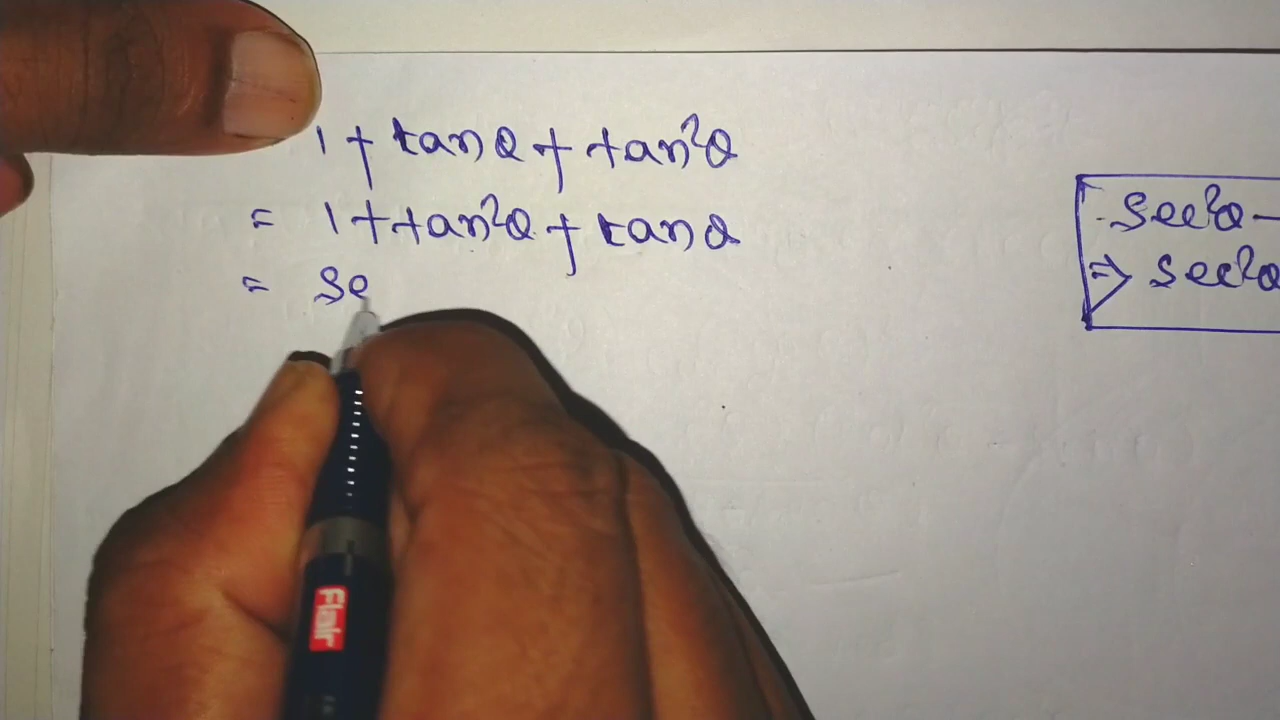 1 + tanθ + tan²θ
= 1 + tan²θ + tanθ
= Se
Sec²θ -
⇒ Sec²θ
Flair